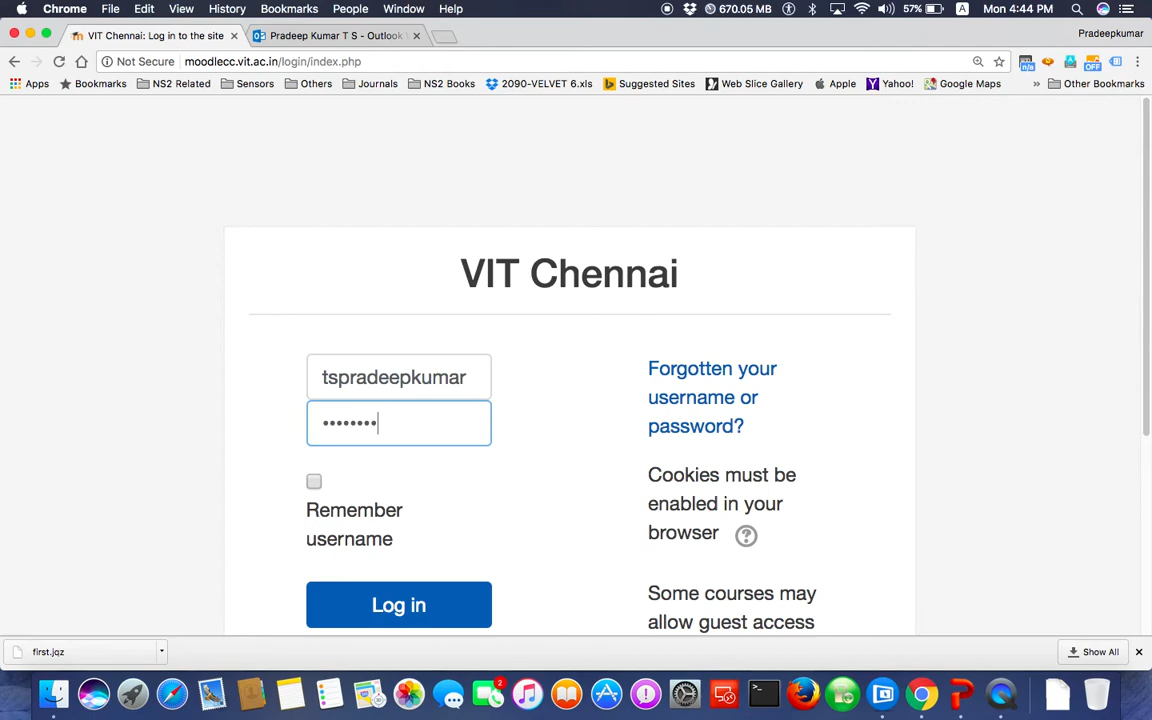 Chrome File Edit View History Bookmarks People Window Help 670.05 MB 57% A Mon 4:44 PM
VIT Chennai: Log in to the site Pradeep Kumar T S - Outlook Pradeepkumar
Not Secure moodlecc.vit.ac.in/login/index.php
Apps Bookmarks NS2 Related Sensors Others Journals NS2 Books 2090-VELVET 6.xls Suggested Sites Web Slice Gallery Apple Yahoo! Google Maps » Other Bookmarks
VIT Chennai
tspradeepkumar
••••••••
Remember
username
Log in
Forgotten your
username or
password?
Cookies must be
enabled in your
browser ?
Some courses may
allow guest access
first.jqz Show All
2